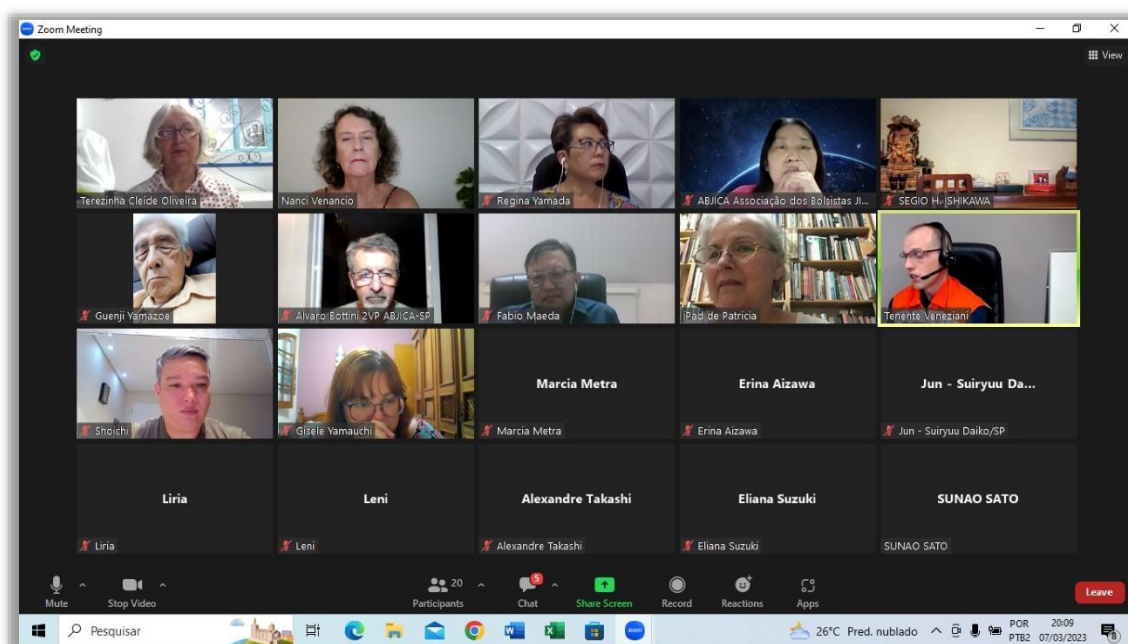 Zoom Meeting
View
Terezinha Cleide Oliveira
Nanci Venancio
Regina Yamada
ABJICA Associação dos Bolsistas JI...
SEGIO H. ISHIKAWA
Guenji Yamazoe
Alvaro Bottini 2VP ABJICA-SP
Fabio Maeda
iPad de Patricia
Tenente Veneziani
Shoichi
Gisele Yamauchi
Marcia Metra
Marcia Metra
Erina Aizawa
Erina Aizawa
Jun - Suiryuu Da...
Jun - Suiryuu Daiko/SP
Liria
Liria
Leni
Leni
Alexandre Takashi
Alexandre Takashi
Eliana Suzuki
Eliana Suzuki
SUNAO SATO
SUNAO SATO
Mute
Stop Video
20
Participants
5
Chat
Share Screen
Record
Reactions
Apps
Leave
Pesquisar
26°C Pred. nublado
POR
PTB2
20:09
07/03/2023
8